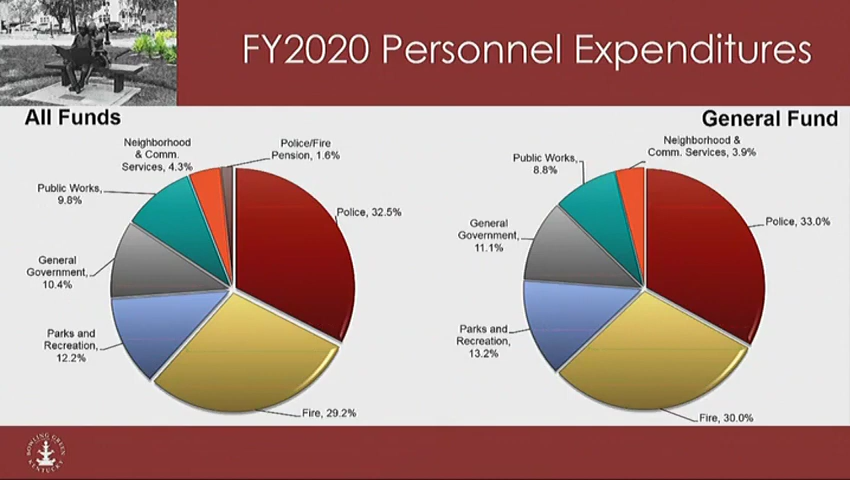 FY2020 Personnel Expenditures
All Funds
General Fund
Neighborhood
& Comm.
Services, 4.3%
Police/Fire
Pension, 1.6%
Public Works,
9.8%
Police, 32.5%
General
Government,
10.4%
Parks and
Recreation,
12.2%
Fire, 29.2%
Neighborhood &
Comm. Services, 3.9%
Public Works,
8.8%
Police, 33.0%
General
Government,
11.1%
Parks and
Recreation,
13.2%
Fire, 30.0%
BOWLING GREEN
KENTUCKY